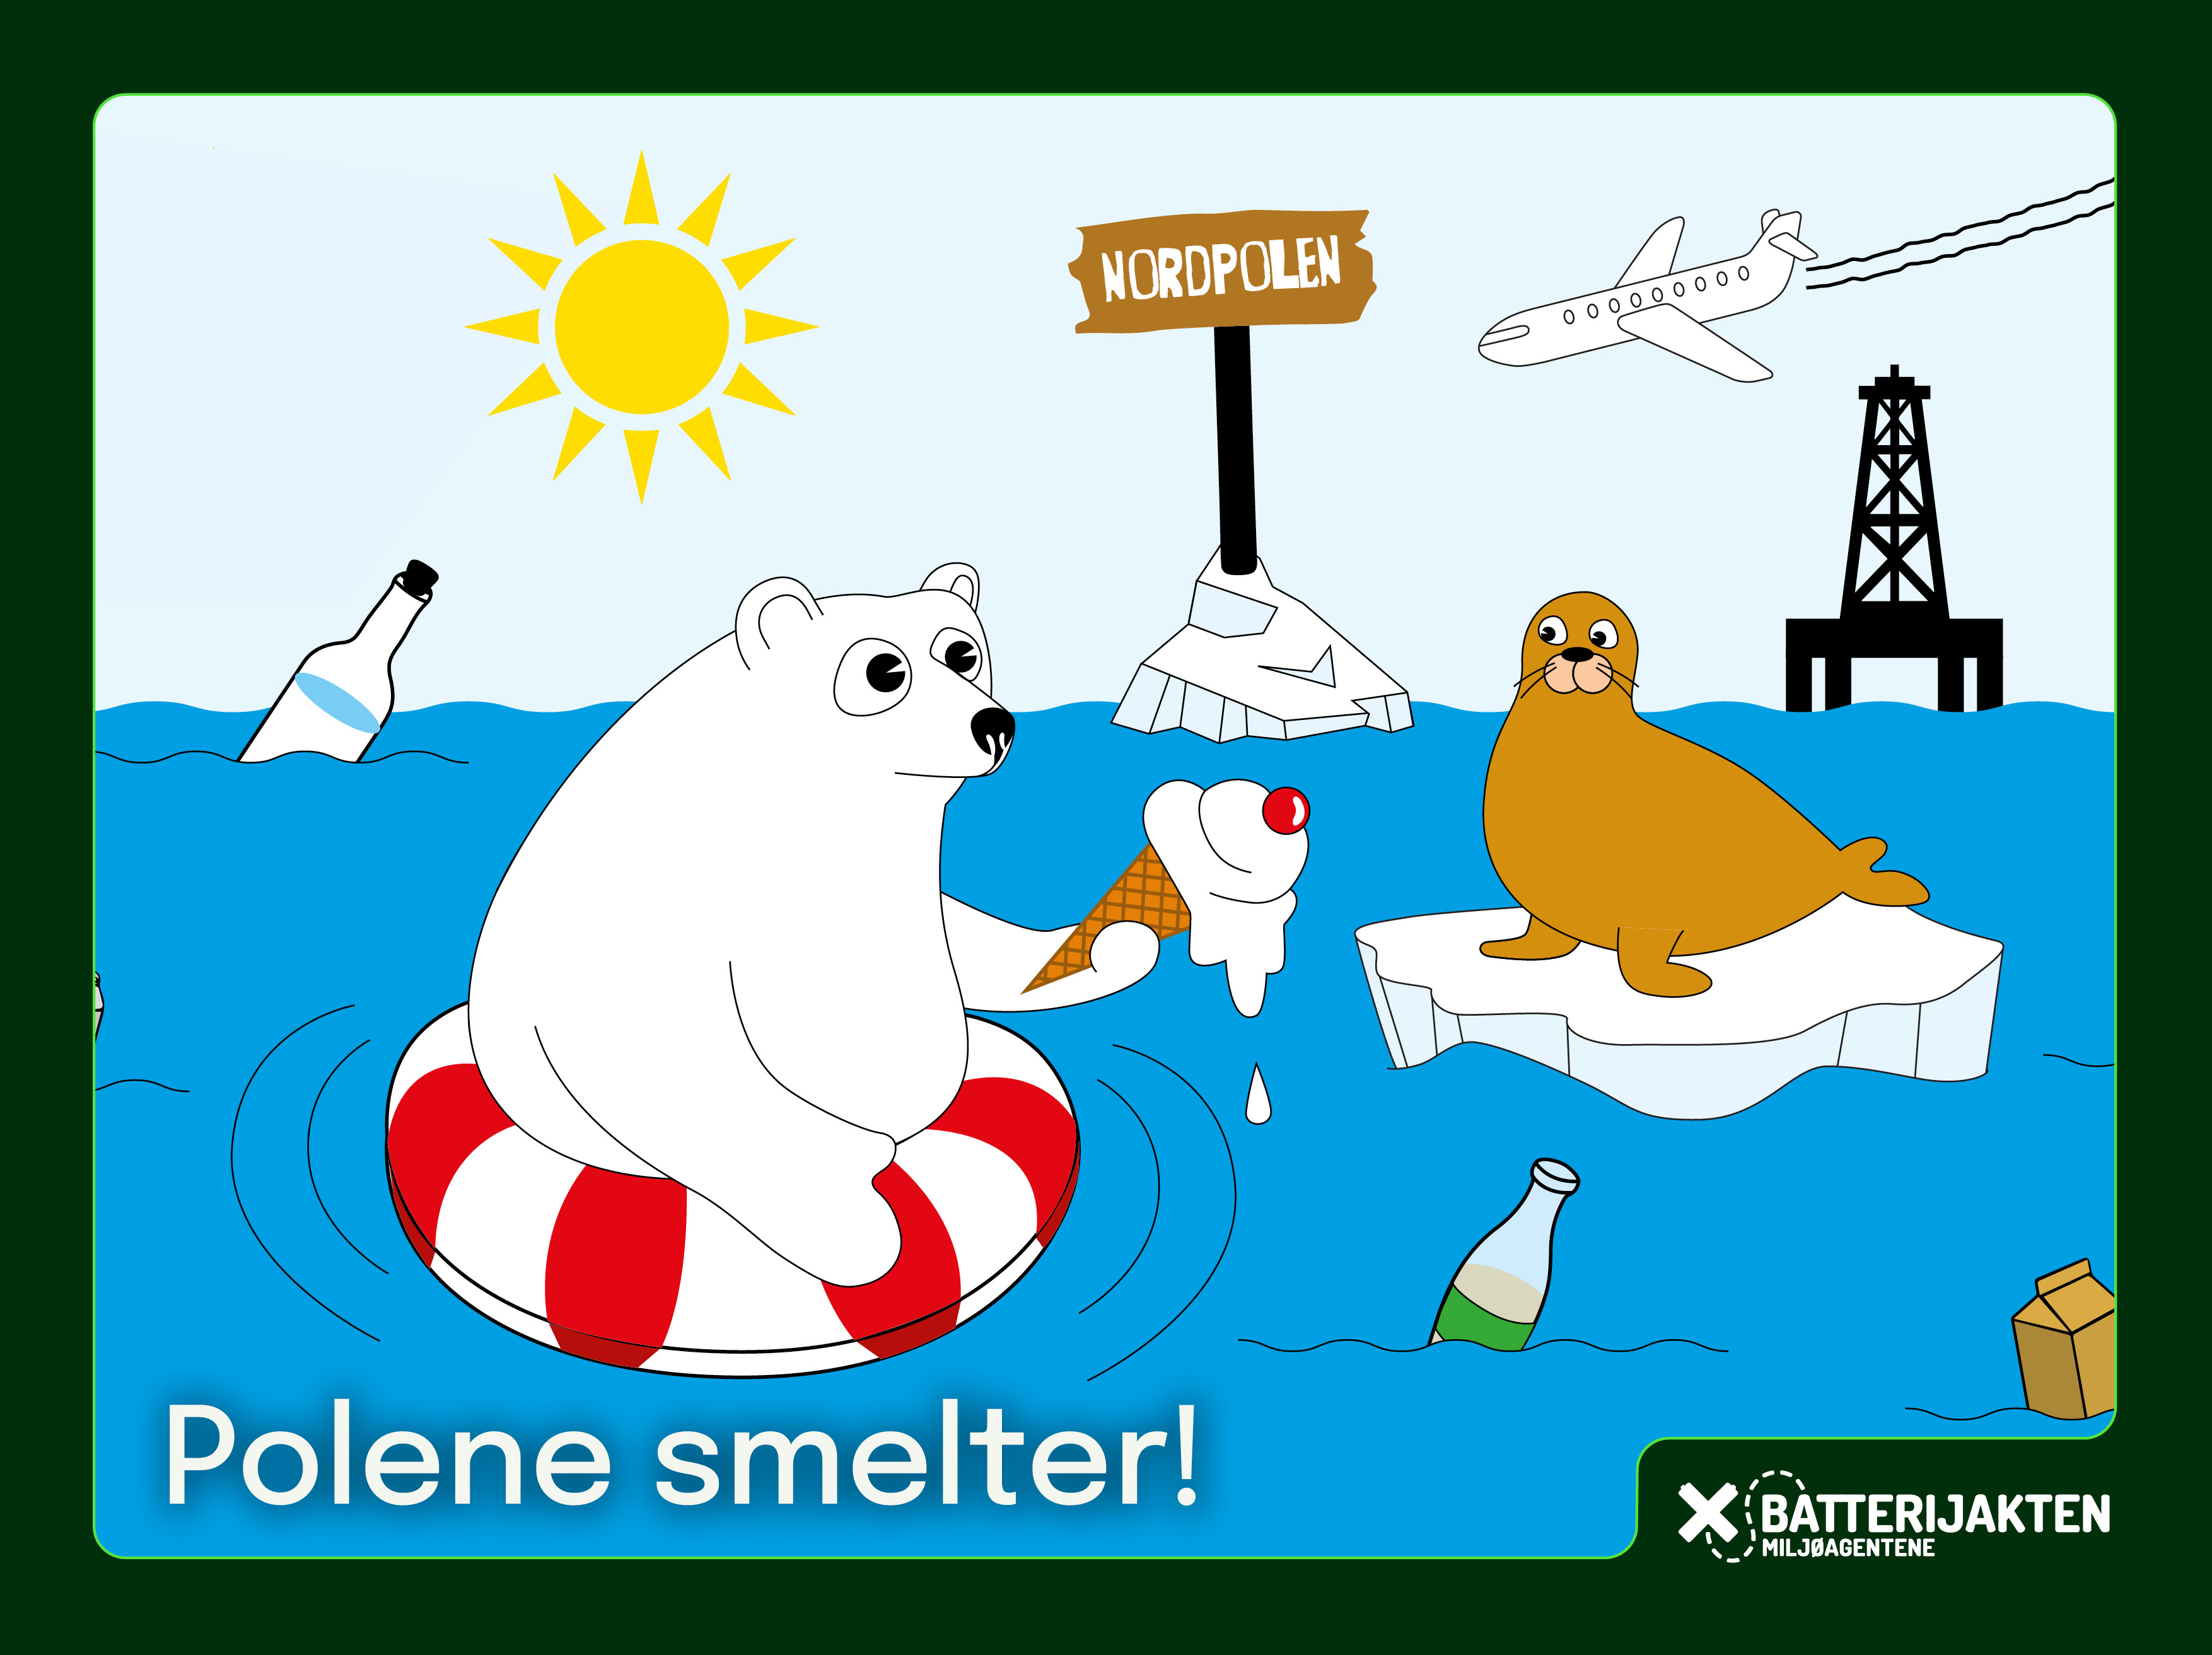 NORDPOLEN
Polene smelter!
BATTERIJAKTEN
MILJØAGENTENE